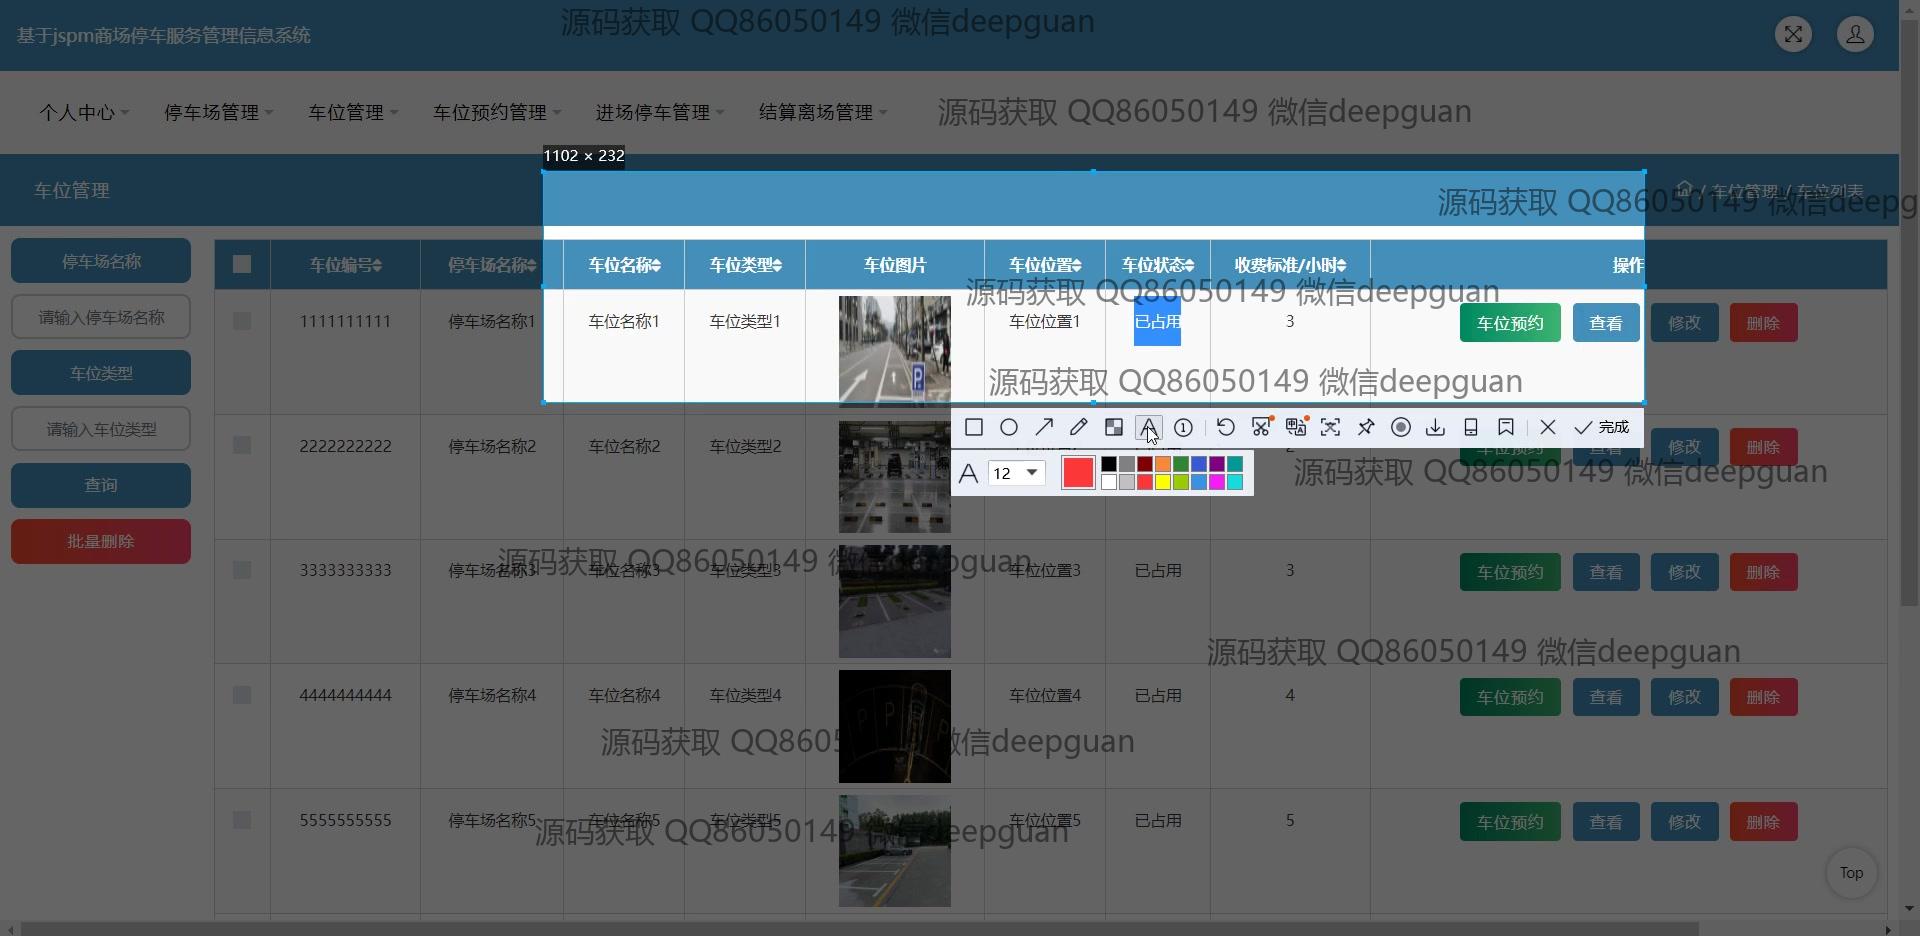 基于jspm商场停车服务管理信息系统
源码获取 QQ86050149 微信deepguan
个人中心 停车场管理 车位管理 车位预约管理 进场停车管理 结算离场管理
源码获取 QQ86050149 微信deepguan
1102 × 232
车位管理
/ 车位管理 / 车位列表
源码获取 QQ86050149 微信deepg
停车场名称
请输入停车场名称
车位类型
请输入车位类型
查询
批量删除
车位编号 停车场名称 车位名称 车位类型 车位图片 车位位置 车位状态 收费标准/小时 操作
源码获取 QQ86050149 微信deepguan
1111111111 停车场名称1 车位名称1 车位类型1 车位位置1 已占用 3 车位预约 查看 修改 删除
源码获取 QQ86050149 微信deepguan
完成
12
2222222222 停车场名称2 车位名称2 车位类型2 修改 删除
源码获取 QQ86050149 微信deepguan
源码获取 QQ86050149 微信deepguan
3333333333 停车场名称3 车位名称3 车位类型3 车位位置3 已占用 3 车位预约 查看 修改 删除
源码获取 QQ86050149 微信deepguan
4444444444 停车场名称4 车位名称4 车位类型4 车位位置4 已占用 4 车位预约 查看 修改 删除
源码获取 QQ86050149 微信deepguan
5555555555 停车场名称5 车位名称5 车位类型5 车位位置5 已占用 5 车位预约 查看 修改 删除
源码获取 QQ86050149 微信deepguan
Top